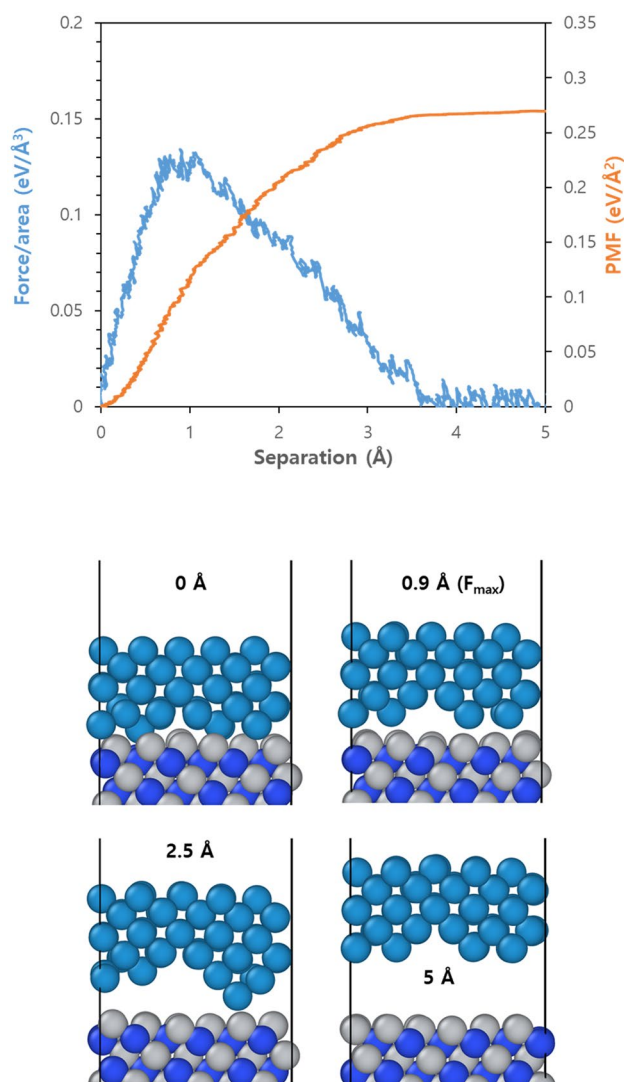 0.2
0.15
0.1
0.05
0
0.35
0.3
0.25
0.2
0.15
0.1
0.05
0
0 1 2 3 4 5
Force/area (eV/Å³)
PMF (eV/Å²)
Separation (Å)
0 Å
0.9 Å (Fmax)
2.5 Å
5 Å